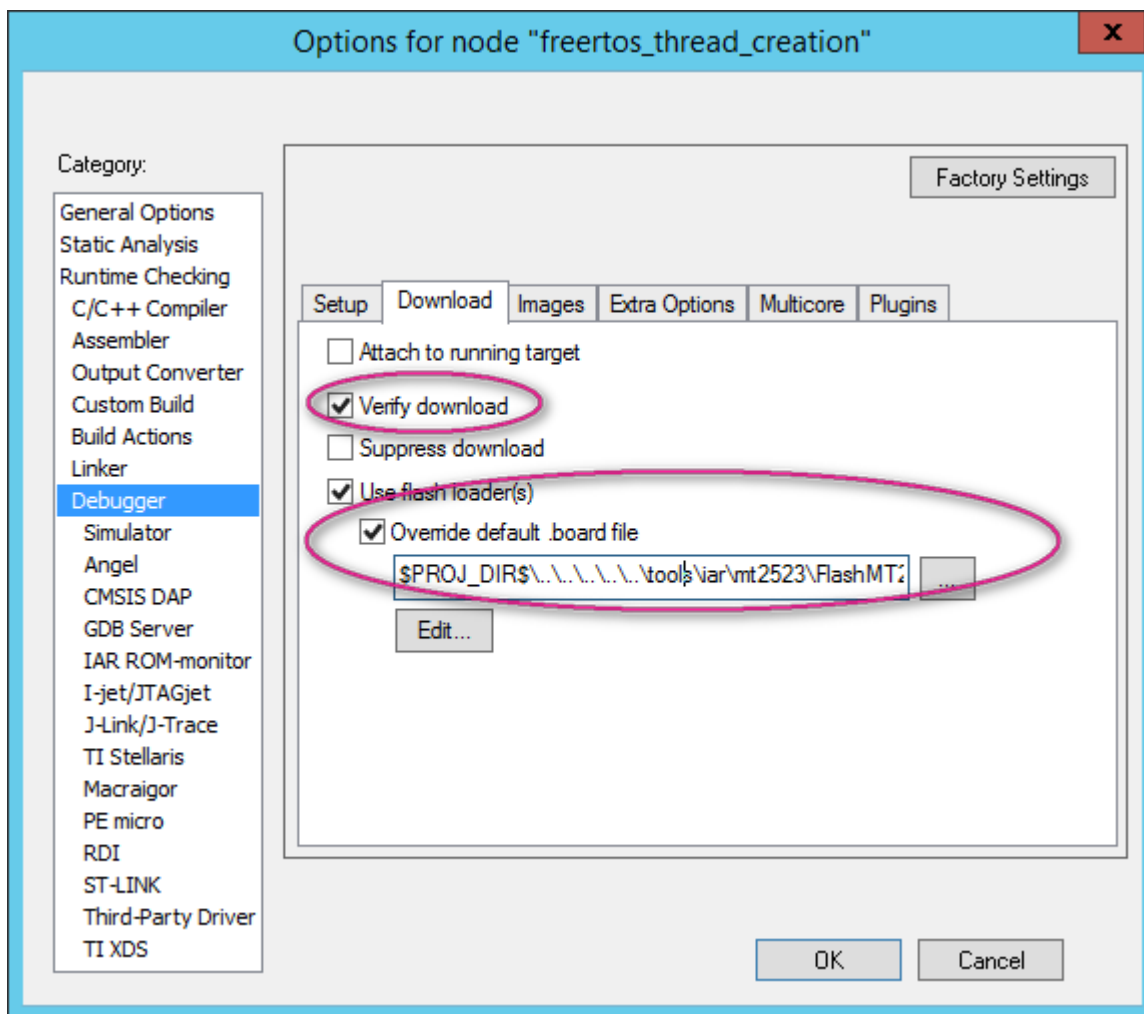 Options for node "freertos_thread_creation"
x
Category:
Factory Settings
General Options
Static Analysis
Runtime Checking
C/C++ Compiler
Assembler
Output Converter
Custom Build
Build Actions
Linker
Debugger
Simulator
Angel
CMSIS DAP
GDB Server
IAR ROM-monitor
I-jet/JTAGjet
J-Link/J-Trace
TI Stellaris
Macraigor
PE micro
RDI
ST-LINK
Third-Party Driver
TI XDS
Setup Download Images Extra Options Multicore Plugins
Attach to running target
Verify download
Suppress download
Use flash loader(s)
Override default .board file
$PROJ_DIR$\..\..\..\..\..\tools\iar\mt2523\FlashMT2
...
Edit...
OK Cancel